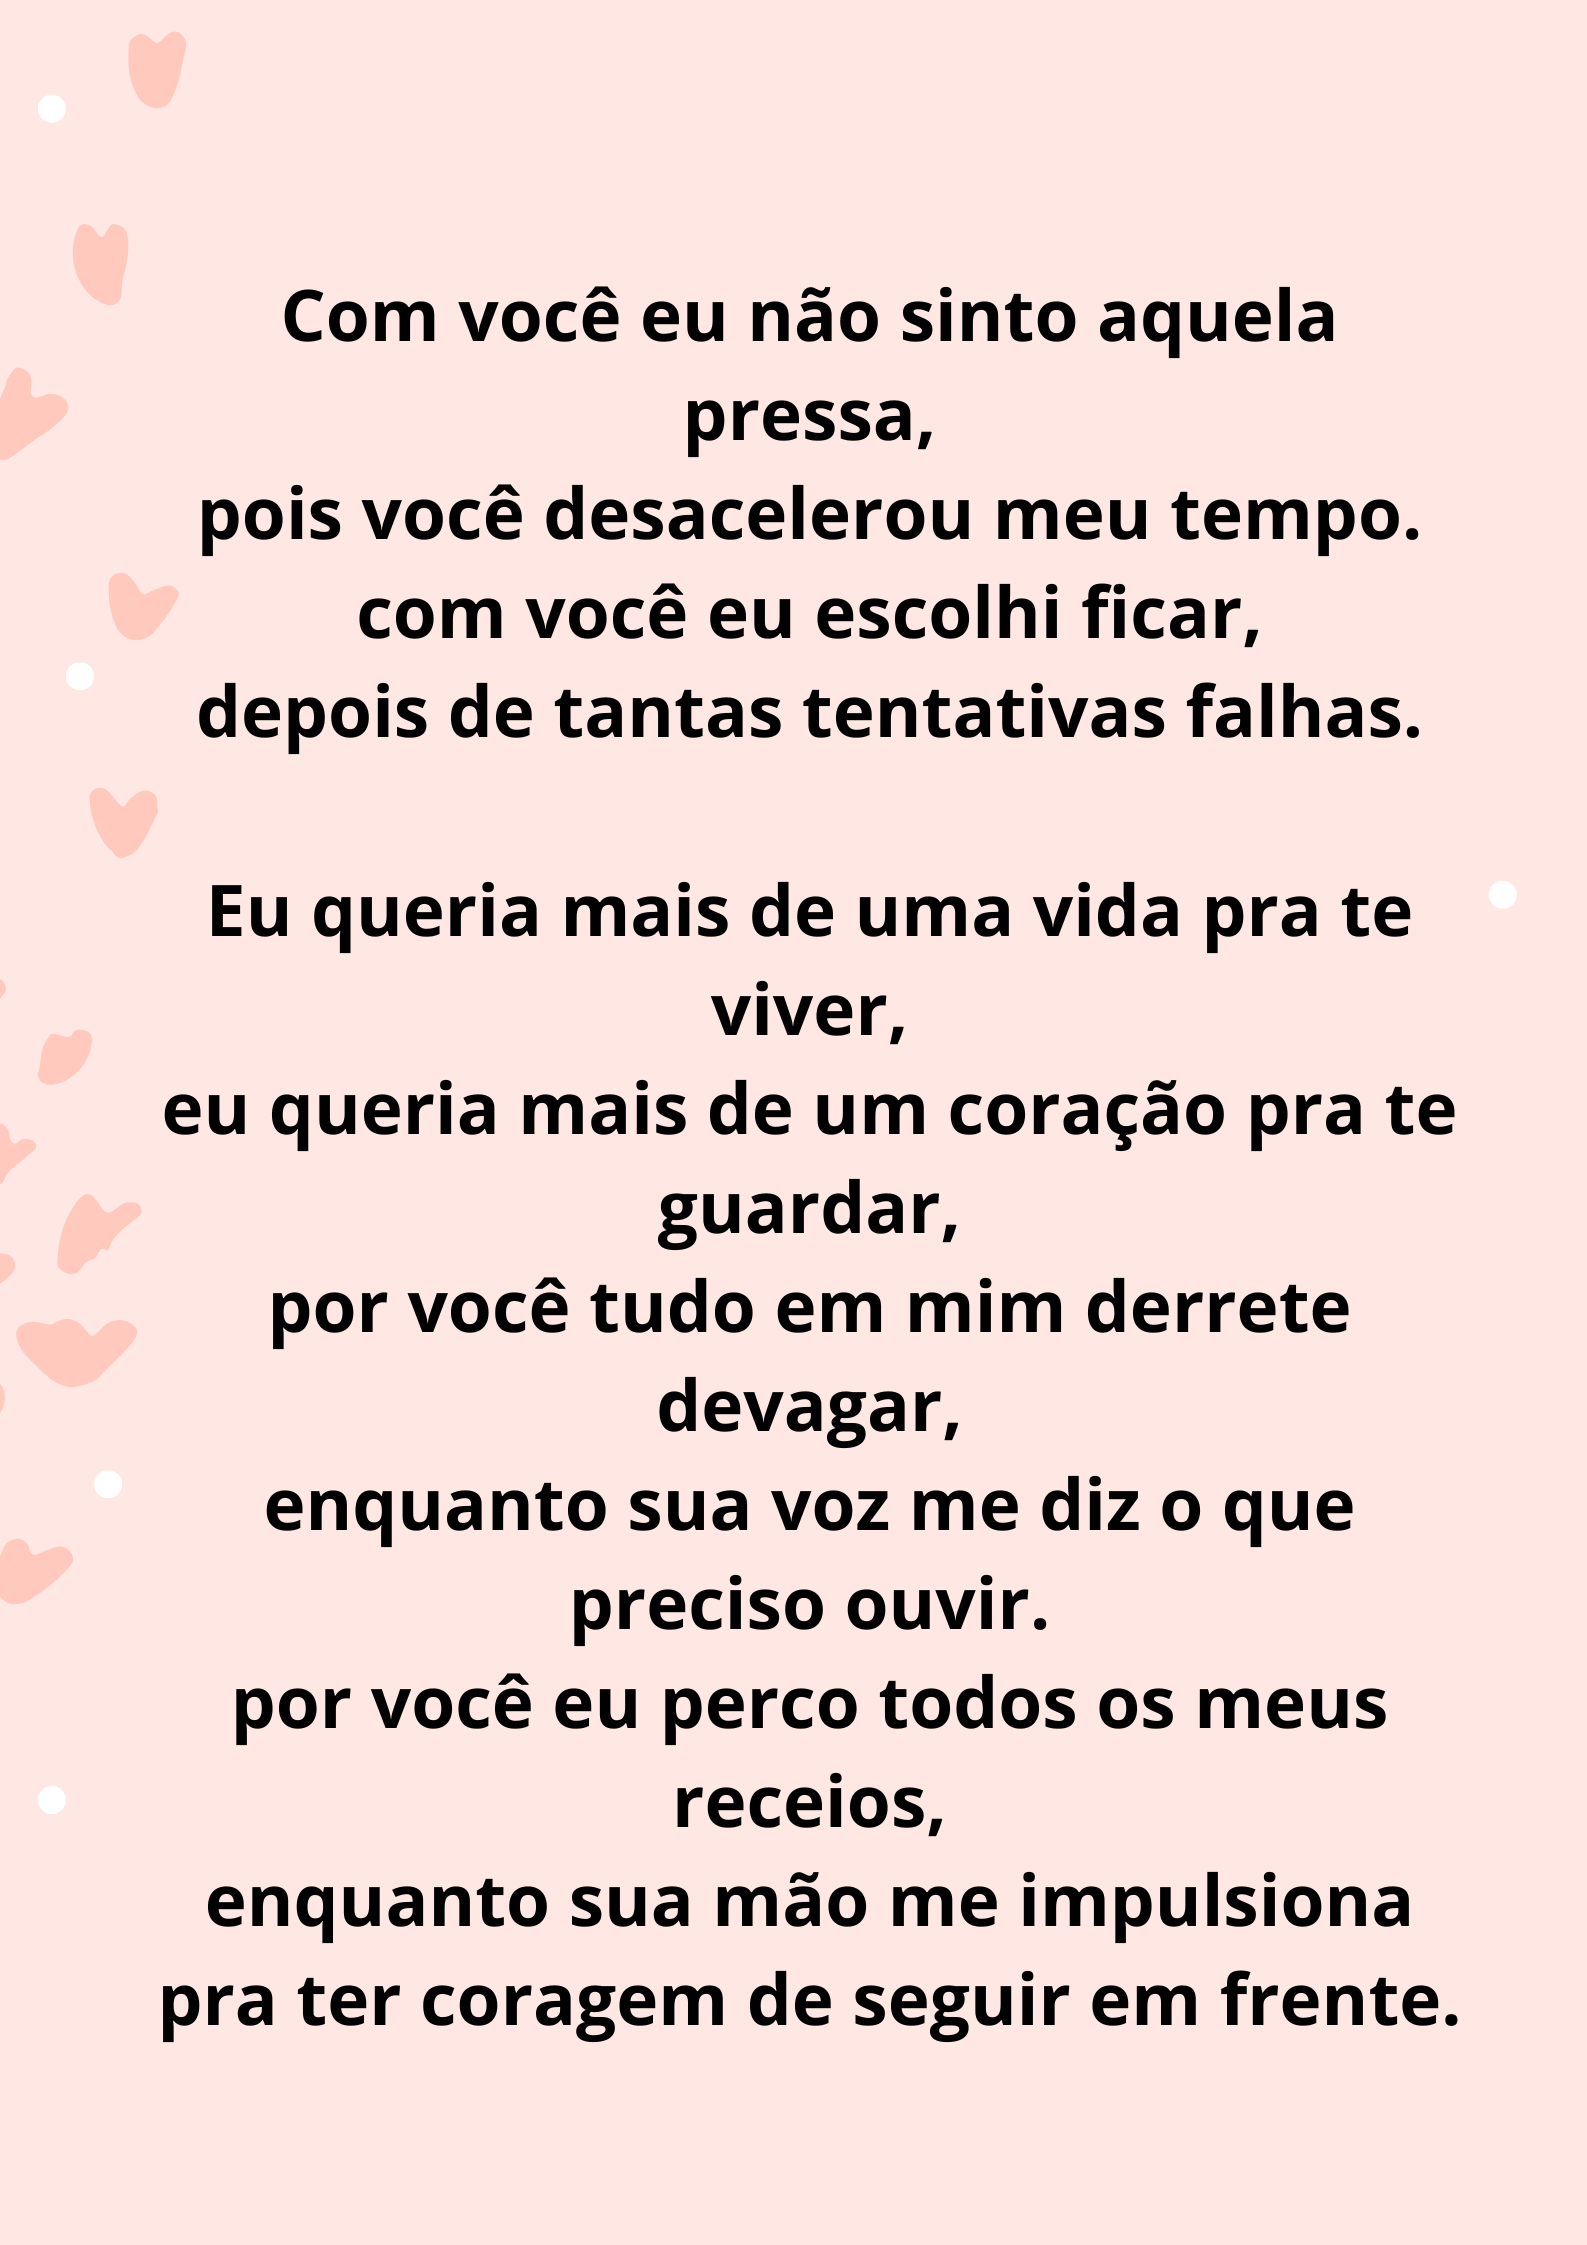 Com você eu não sinto aquela
pressa,
pois você desacelerou meu tempo.
com você eu escolhi ficar,
depois de tantas tentativas falhas.
Eu queria mais de uma vida pra te
viver,
eu queria mais de um coração pra te
guardar,
por você tudo em mim derrete
devagar,
enquanto sua voz me diz o que
preciso ouvir.
por você eu perco todos os meus
receios,
enquanto sua mão me impulsiona
pra ter coragem de seguir em frente.